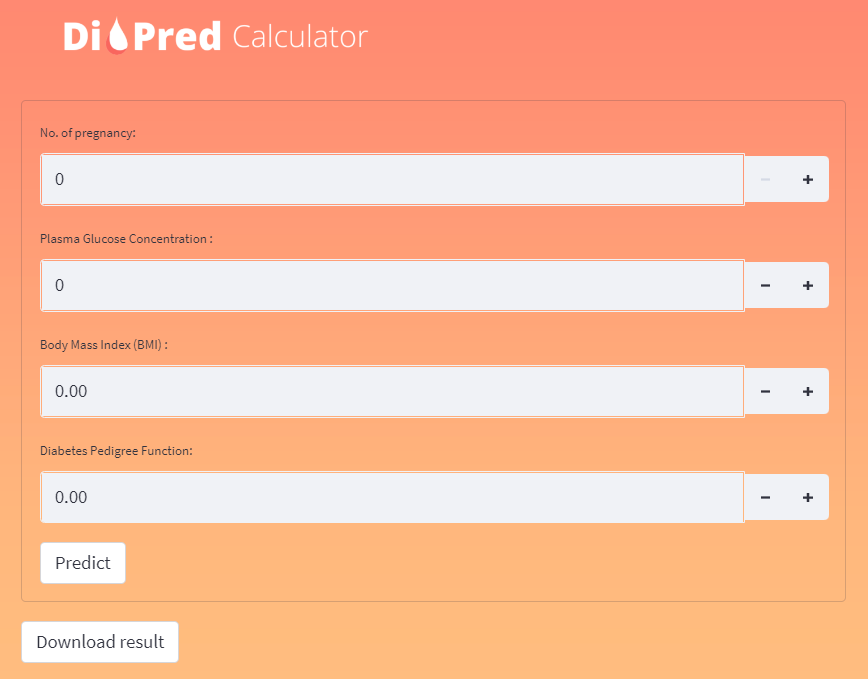 DiaPred Calculator
No. of pregnancy:
0
Plasma Glucose Concentration :
0
Body Mass Index (BMI) :
0.00
Diabetes Pedigree Function:
0.00
Predict
Download result